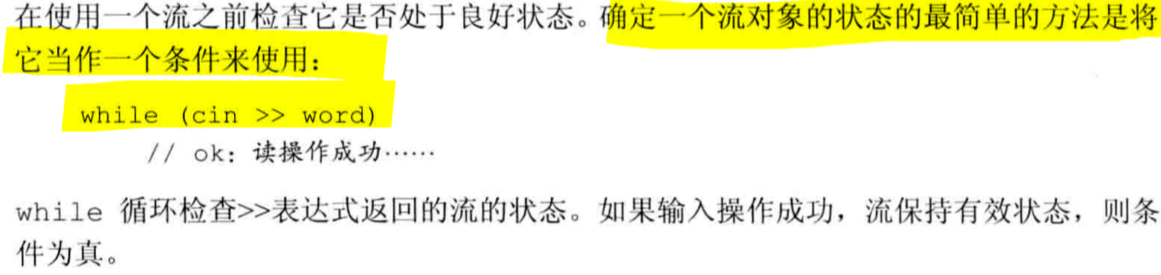 在使用一个流之前检查它是否处于良好状态。确定一个流对象的状态的最简单的方法是将
它当作一个条件来使用：
while (cin >> word)
// ok: 读操作成功……
while 循环检查>>表达式返回的流的状态。如果输入操作成功，流保持有效状态，则条
件为真。